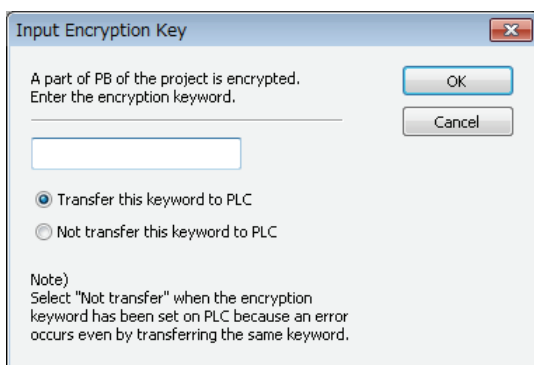 Input Encryption Key
A part of PB of the project is encrypted.
Enter the encryption keyword.
OK
Cancel
Transfer this keyword to PLC
Not transfer this keyword to PLC
Note)
Select "Not transfer" when the encryption
keyword has been set on PLC because an error
occurs even by transferring the same keyword.